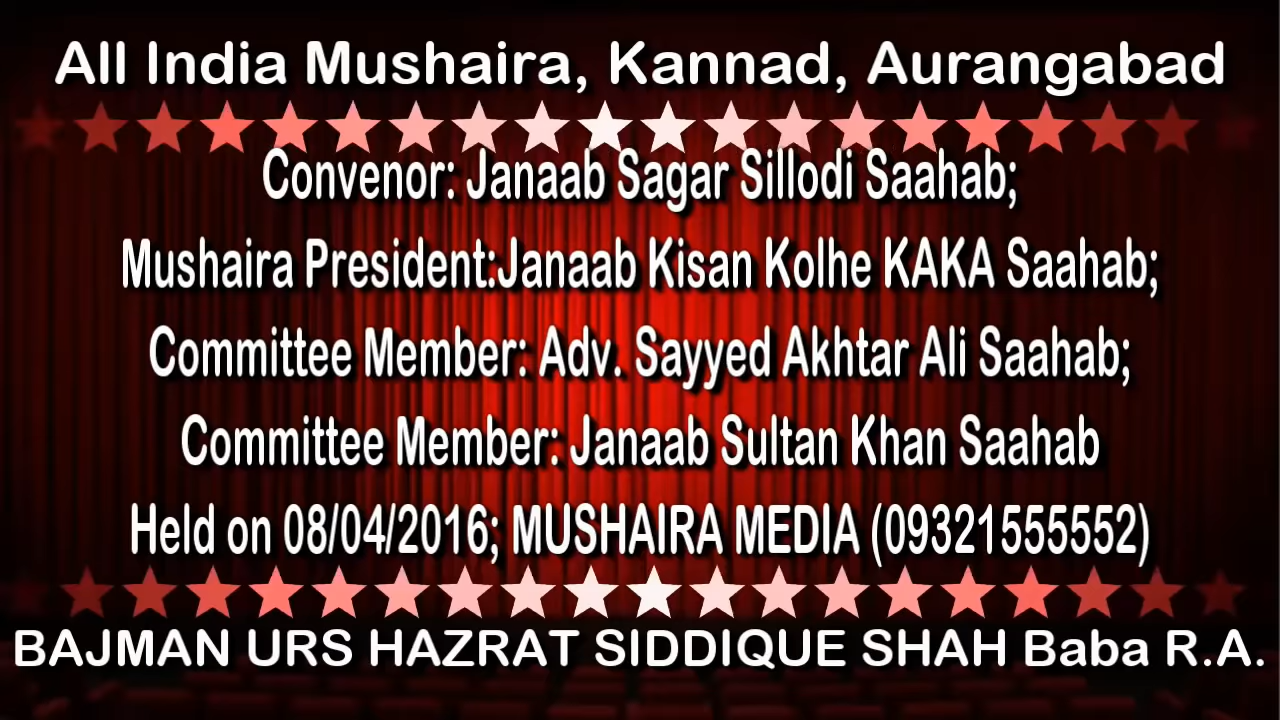 All India Mushaira, Kannad, Aurangabad
Convenor: Janaab Sagar Sillodi Saahab;
Mushaira President:Janaab Kisan Kolhe KAKA Saahab;
Committee Member: Adv. Sayyed Akhtar Ali Saahab;
Committee Member: Janaab Sultan Khan Saahab
Held on 08/04/2016; MUSHAIRA MEDIA (09321555552)
BAJMAN URS HAZRAT SIDDIQUE SHAH Baba R.A.